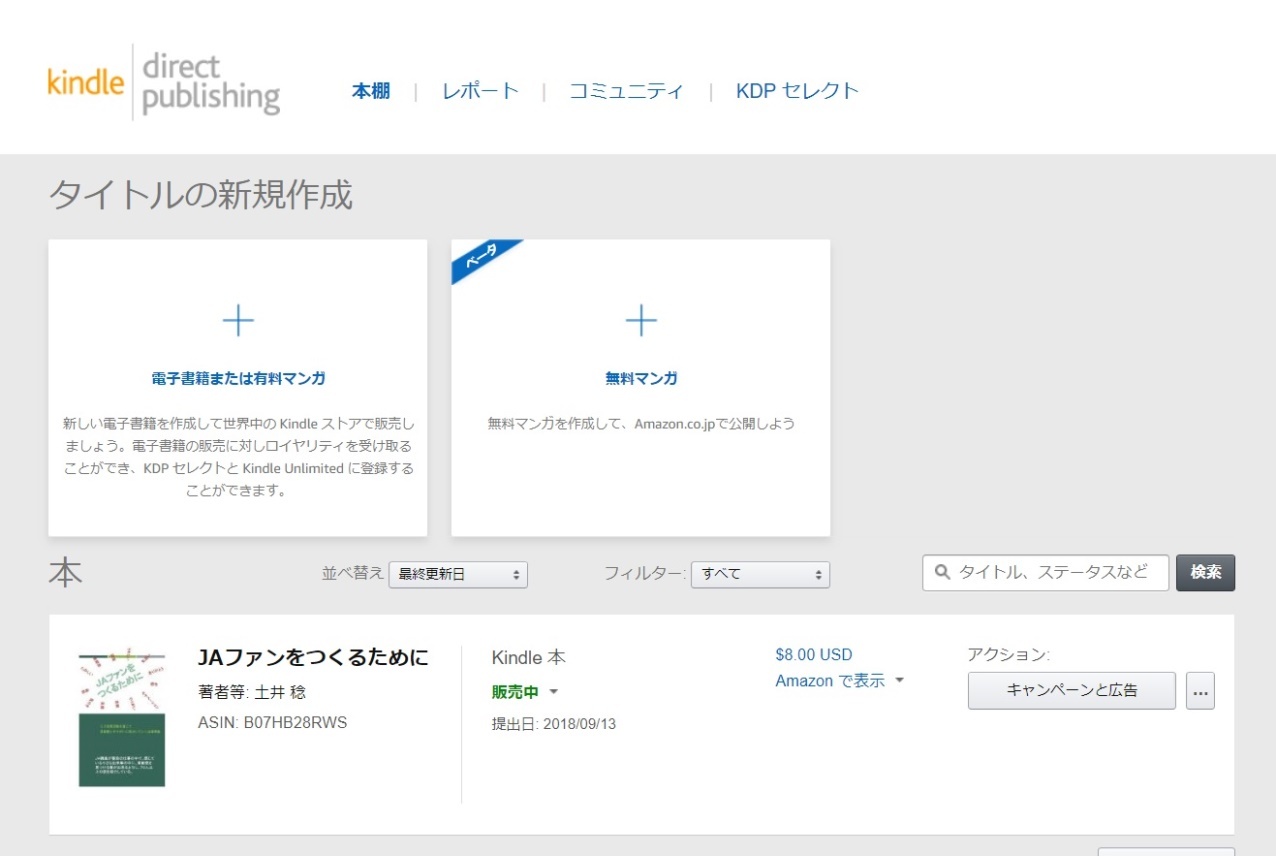 kindle direct publishing
本棚 | レポート | コミュニティ | KDP セレクト
タイトルの新規作成
電子書籍または有料マンガ
新しい電子書籍を作成して世界中の Kindle ストアで販売し
ましょう。電子書籍の販売に対しロイヤリティを受け取る
ことができ、KDP セレクトと Kindle Unlimited に登録する
ことができます。
ベータ
無料マンガ
無料マンガを作成して、Amazon.co.jpで公開しよう
本
並べ替え 最終更新日
フィルター: すべて
タイトル、ステータスなど
検索
JAファンを
つくるために
JAファンをつくるために
著者等: 土井 稔
ASIN: B07HB28RWS
Kindle 本
販売中
提出日: 2018/09/13
$8.00 USD
Amazon で表示
アクション:
キャンペーンと広告
...